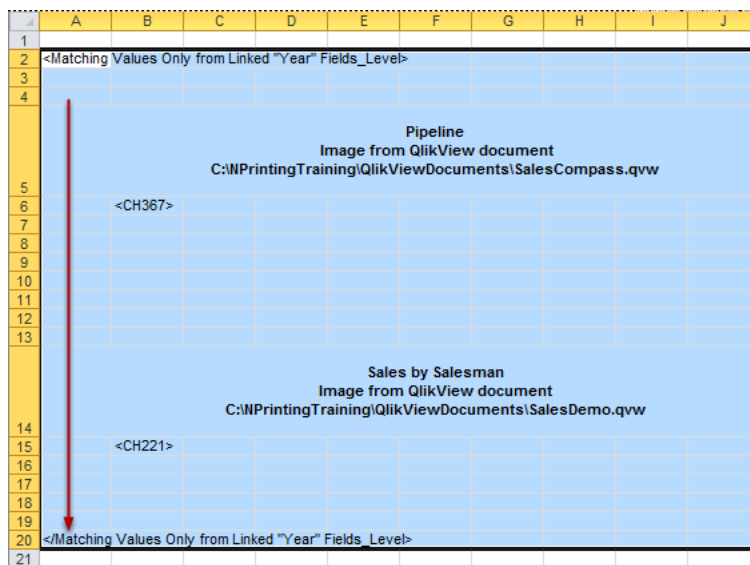 A B C D E F G H I J
1
2 <Matching Values Only from Linked "Year" Fields_Level>
3
4
Pipeline
Image from QlikView document
C:\NPrintingTraining\QlikViewDocuments\SalesCompass.qvw
5
6 <CH367>
7
8
9
10
11
12
13
Sales by Salesman
Image from QlikView document
C:\NPrintingTraining\QlikViewDocuments\SalesDemo.qvw
14
15 <CH221>
16
17
18
19
20 </Matching Values Only from Linked "Year" Fields_Level>
21